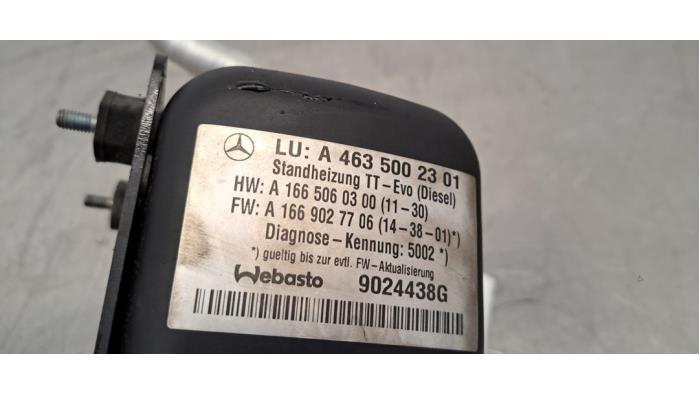 LU: A 463 500 23 01
Standheizung TT-Evo (Diesel)
HW: A 166 506 03 00 (11-30)
FW: A 166 902 77 06 (14-38-01)*)
Diagnose-Kennung: 5002 *)
*) gueltig bis zur evtl. FW-Aktualisierung
Webasto 9024438G